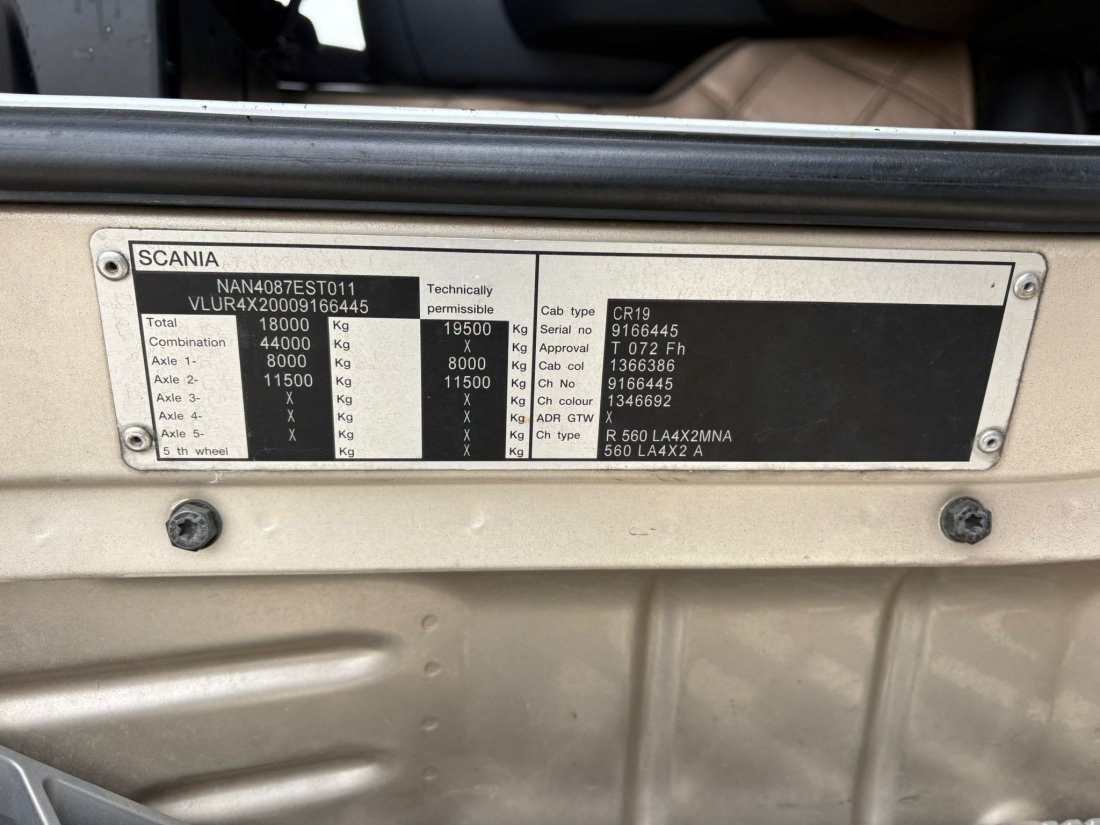 SCANIA
NAN4087EST011
VLUR4X20009166445
Technically
permissible
Total 18000 Kg 19500 Kg
Combination 44000 Kg X Kg
Axle 1- 8000 Kg 8000 Kg
Axle 2- 11500 Kg 11500 Kg
Axle 3- X Kg X Kg
Axle 4- X Kg X Kg
Axle 5- X Kg X Kg
5 th wheel Kg X Kg
Cab type CR19
Serial no 9166445
Approval T 072 Fh
Cab col 1366386
Ch No 9166445
Ch colour 1346692
ADR GTW X
Ch type R 560 LA4X2MNA
560 LA4X2 A